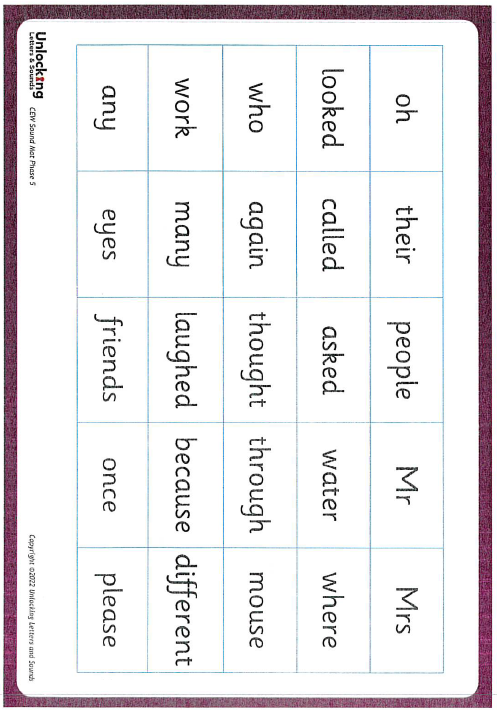 oh their people Mr Mrs
looked called asked water where
who again thought through mouse
work many laughed because different
any eyes friends once please
Unlocking
Letters & Sounds
CEW Sound Mat Phase 5
Copyright ©2022 Unlocking Letters and Sounds